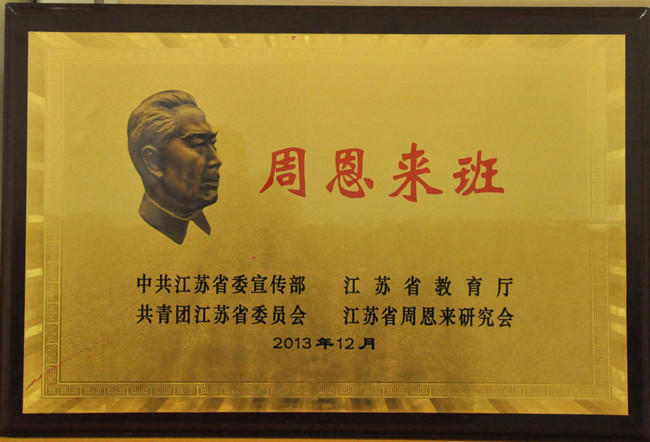 周恩来班
中共江苏省委宣传部 江苏省教育厅
共青团江苏省委员会 江苏省周恩来研究会
2013年12月